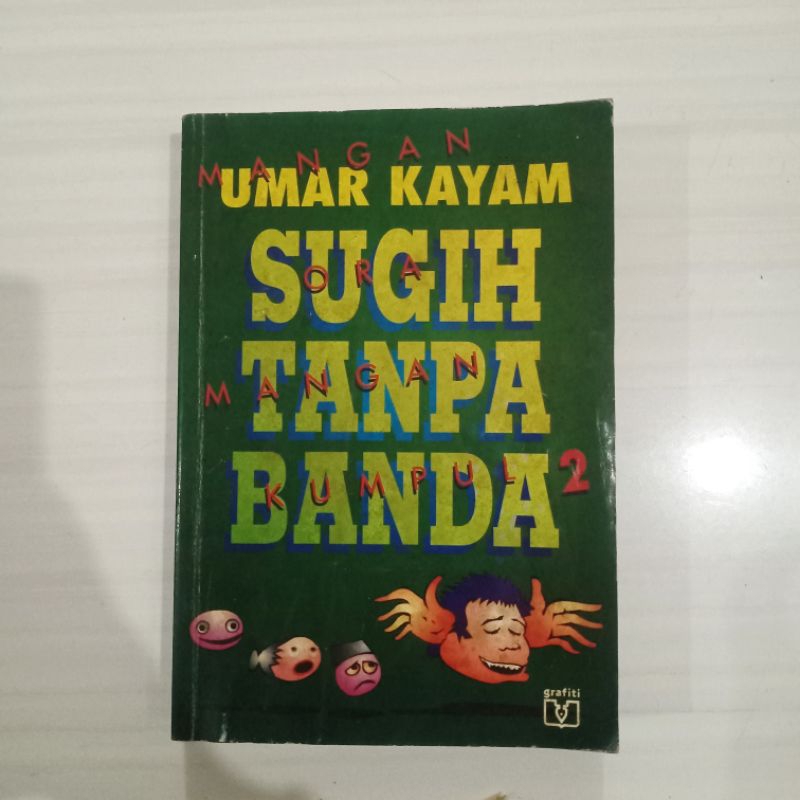 MANGAN
UMAR KAYAM
SUGIH
ORA
TANPA
MANGAN
BANDA
KUMPUL 2
grafiti